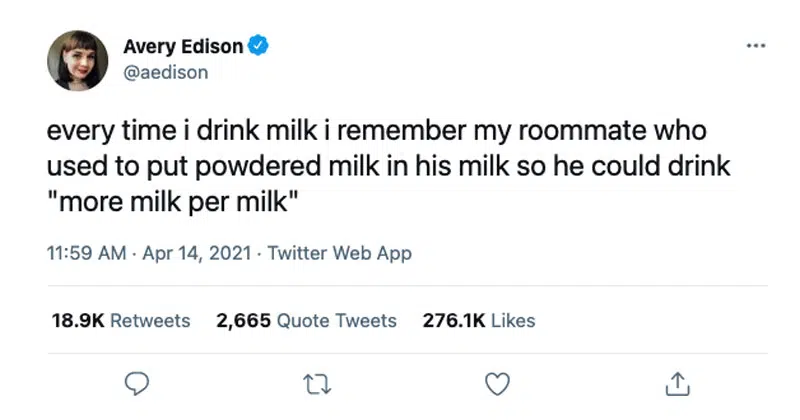 Avery Edison
@aedison
every time i drink milk i remember my roommate who
used to put powdered milk in his milk so he could drink
"more milk per milk"
11:59 AM · Apr 14, 2021 · Twitter Web App
18.9K Retweets 2,665 Quote Tweets 276.1K Likes